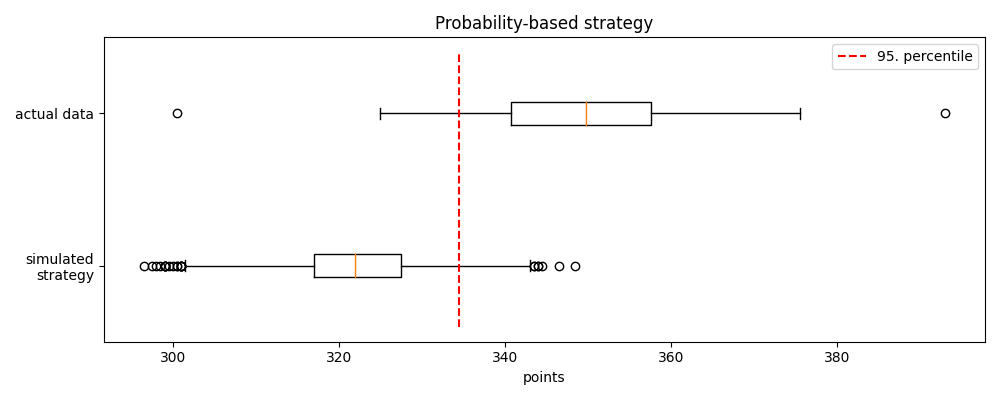 Probability-based strategy
95. percentile
actual data
simulated
strategy
300 320 340 360 380
points